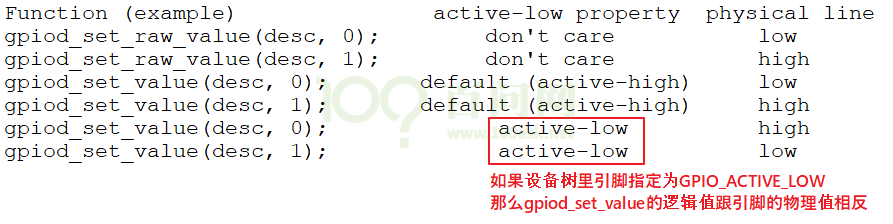 Function (example) active-low property physical line
gpiod_set_raw_value(desc, 0); don't care low
gpiod_set_raw_value(desc, 1); don't care high
gpiod_set_value(desc, 0); default (active-high) low
gpiod_set_value(desc, 1); default (active-high) high
gpiod_set_value(desc, 0); active-low high
gpiod_set_value(desc, 1); active-low low
如果设备树里引脚指定为GPIO_ACTIVE_LOW
那么gpiod_set_value的逻辑值跟引脚的物理值相反